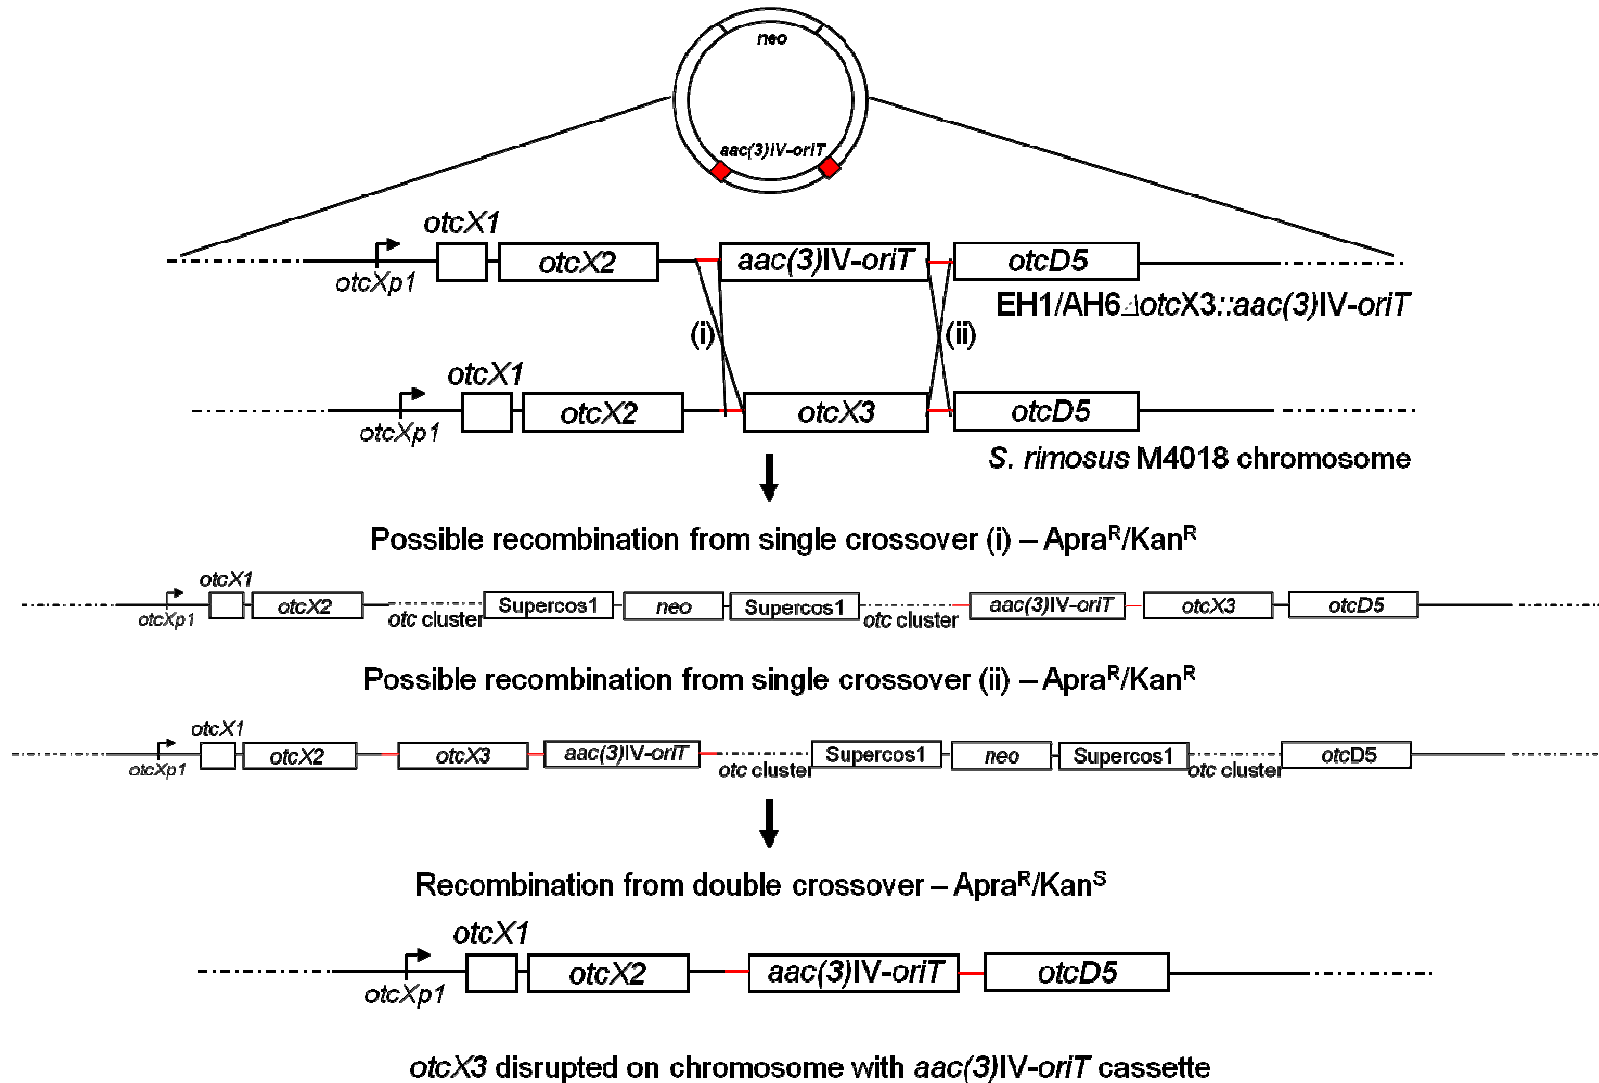 neo
aac(3)IV-oriT
otcX1
otcXp1
otcX2
aac(3)IV-oriT
otcD5
EH1/AH6ΔotcX3::aac(3)IV-oriT
(i)
(ii)
otcX1
otcXp1
otcX2
otcX3
otcD5
S. rimosus M4018 chromosome
Possible recombination from single crossover (i) – Apraᴿ/Kanᴿ
otcX1
otcXp1
otcX2
otc cluster
Supercos1
neo
Supercos1
otc cluster
aac(3)IV-oriT
otcX3
otcD5
Possible recombination from single crossover (ii) – Apraᴿ/Kanᴿ
otcX1
otcXp1
otcX2
otcX3
aac(3)IV-oriT
otc cluster
Supercos1
neo
Supercos1
otc cluster
otcD5
Recombination from double crossover – Apraᴿ/Kanˢ
otcX1
otcXp1
otcX2
aac(3)IV-oriT
otcD5
otcX3 disrupted on chromosome with aac(3)IV-oriT cassette